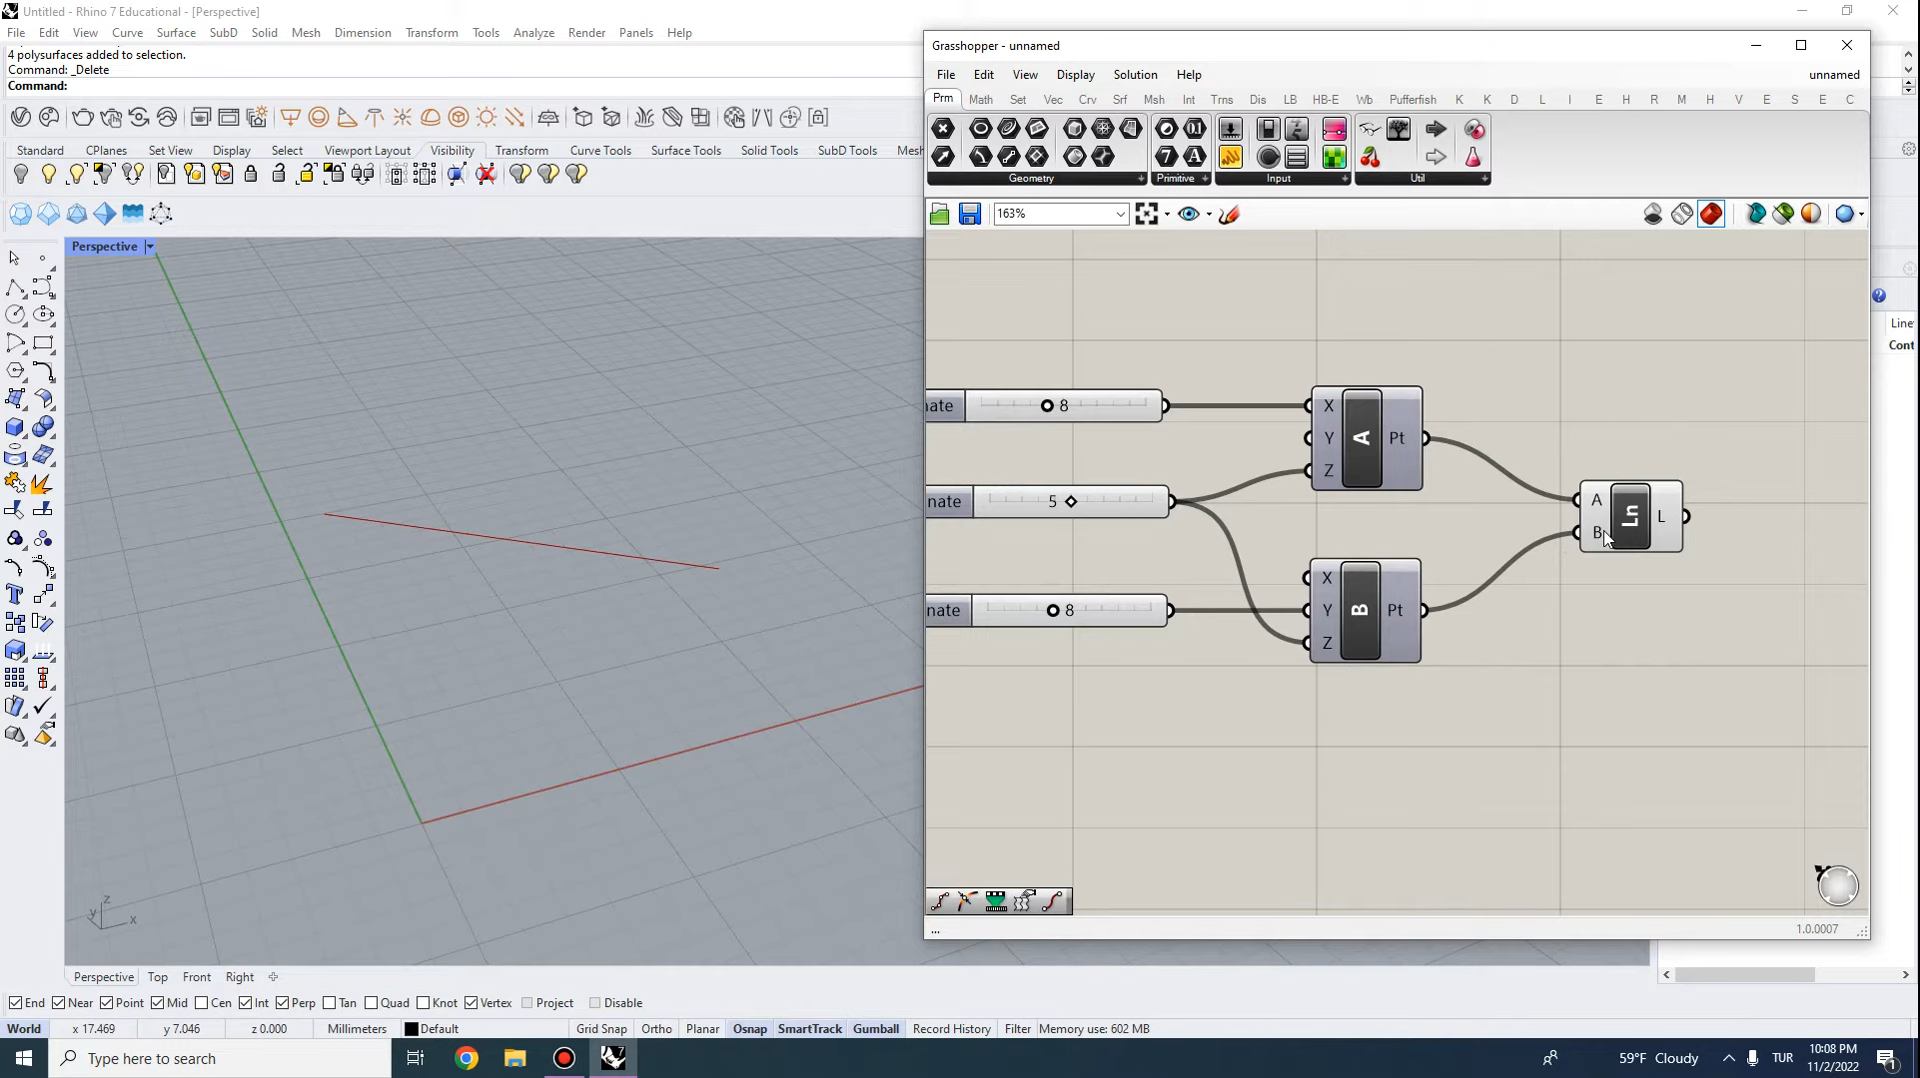 Untitled - Rhino 7 Educational - [Perspective]
File Edit View Curve Surface SubD Solid Mesh Dimension Transform Tools Analyze Render Panels Help
4 polysurfaces added to selection.
Command: _Delete
Command:
Standard CPlanes Set View Display Select Viewport Layout Visibility Transform Curve Tools Surface Tools Solid Tools SubD Tools Mesh
Perspective
z
y
x
Perspective Top Front Right
End Near Point Mid Cen Int Perp Tan Quad Knot Vertex Project Disable
World x 17.469 y 7.046 z 0.000 Millimeters Default Grid Snap Ortho Planar Osnap SmartTrack Gumball Record History Filter Memory use: 602 MB
Grasshopper - unnamed
File Edit View Display Solution Help unnamed
Prm Math Set Vec Crv Srf Msh Int Trns Dis LB HB-E Wb Pufferfish K K D L I E H R M H V E S E C
Geometry Primitive Input Util
163%
nate 8
X
Y
Z
A
Pt
nate 5
nate 8
X
Y
Z
B
Pt
A
B
Ln
L
...
1.0.0007
Line
Cont
Type here to search
59°F Cloudy
TUR
10:08 PM
11/2/2022
1